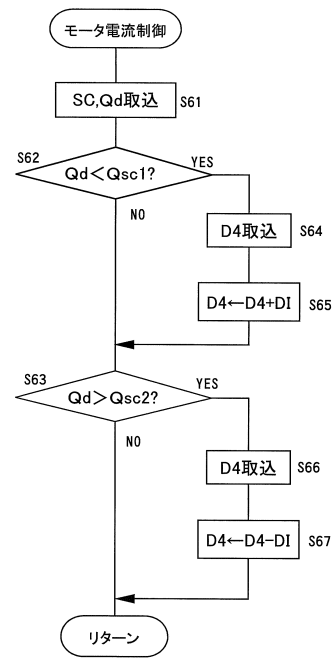 モータ電流制御
SC,Qd取込
S61
S62
Qd<Qsc1?
YES
NO
D4取込
S64
D4←D4+DI
S65
S63
Qd>Qsc2?
YES
NO
D4取込
S66
D4←D4-DI
S67
リターン